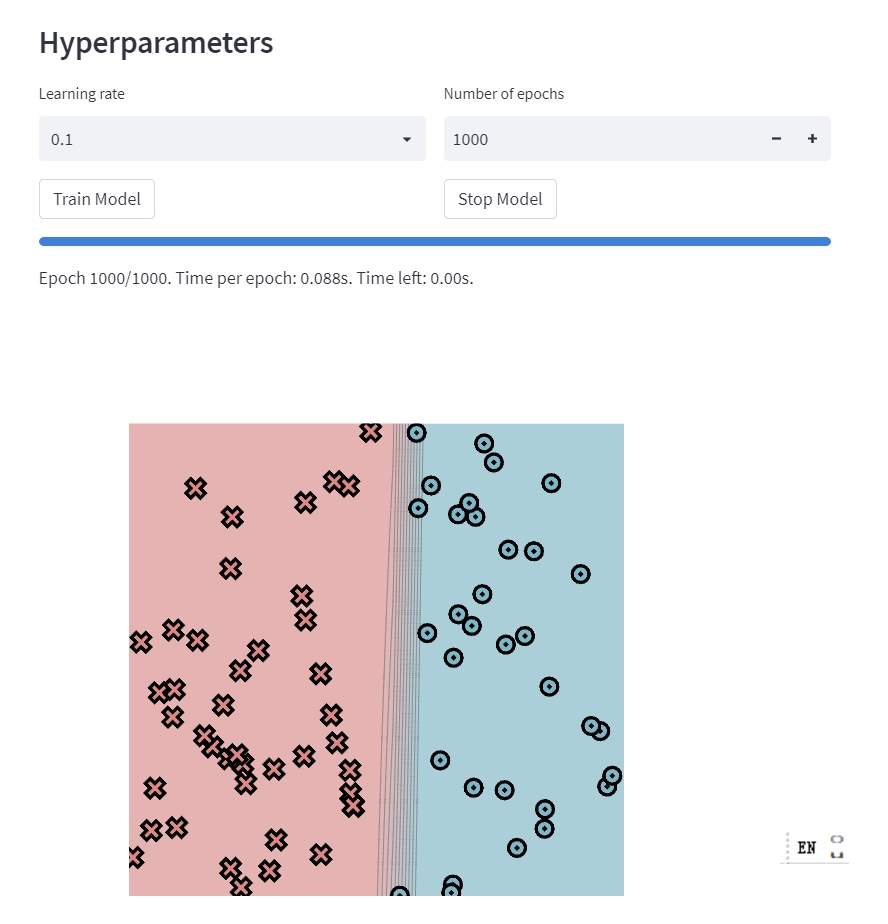 Hyperparameters
Learning rate
Number of epochs
0.1
1000
Train Model
Stop Model
Epoch 1000/1000. Time per epoch: 0.088s. Time left: 0.00s.
EN